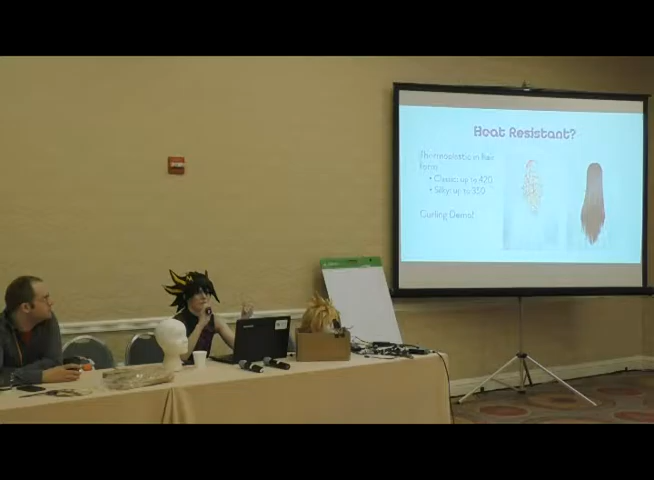 Heat Resistant?
Thermoplastic in Hair
Form
• Classic: up to 420
• Silky: up to 350
Curling Demo!